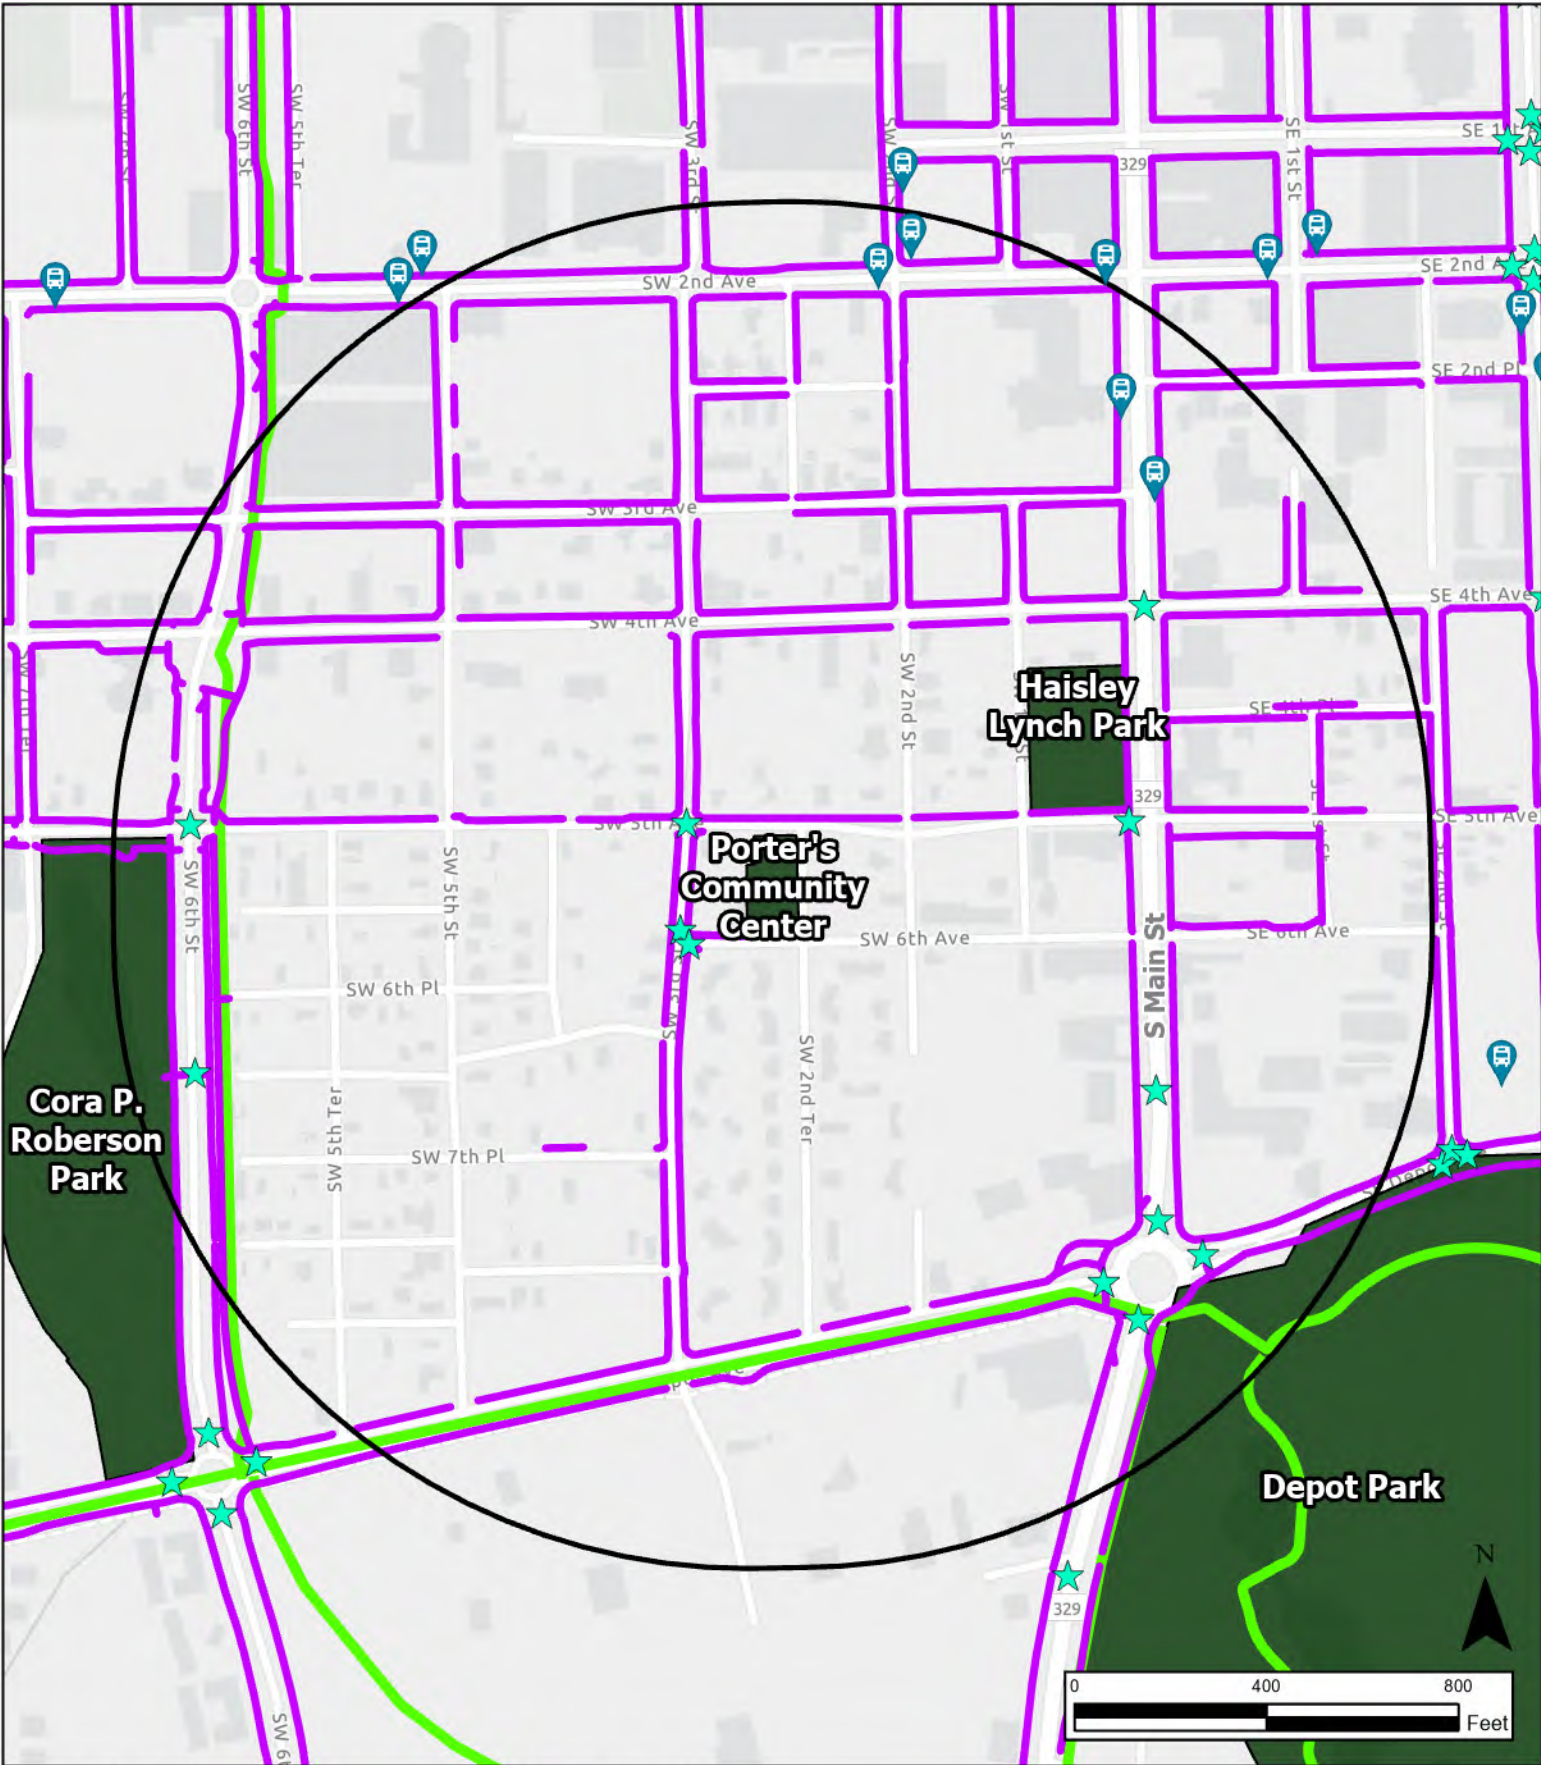 SW 6th St
SW 5th Ter
SW 3rd St
SE 1st St
329
SW 2nd Ave
SE 2nd A
SE 2nd Pl
SW 3rd Ave
SE 4th Ave
SW 4th Ave
SW 2nd St
Haisley
Lynch Park
329
SE 5th Ave
SW 5th A
Porter's
Community
Center
SW 6th St
SW 5th St
SW 6th Ave
SE 6th Ave
SW 6th Pl
S Main St
SW 2nd Ter
Cora P.
Roberson
Park
SW 5th Ter
SW 7th Pl
Depot Park
N
329
0 400 800
Feet
SW 6t